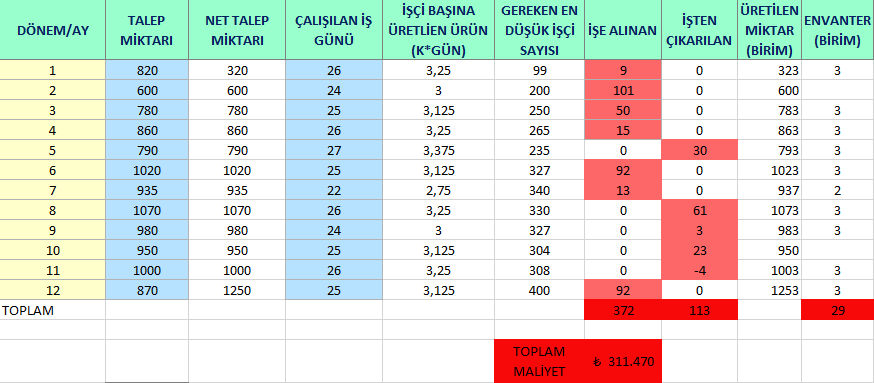 DÖNEM/AY TALEP MİKTARI NET TALEP MİKTARI ÇALIŞILAN İŞ GÜNÜ İŞÇİ BAŞINA ÜRETLİEN ÜRÜN (K*GÜN) GEREKEN EN DÜŞÜK İŞÇİ SAYISI İŞE ALINAN İŞTEN ÇIKARILAN ÜRETİLEN MİKTAR (BİRİM) ENVANTER (BİRİM)
1 820 320 26 3,25 99 9 0 323 3
2 600 600 24 3 200 101 0 600
3 780 780 25 3,125 250 50 0 783 3
4 860 860 26 3,25 265 15 0 863 3
5 790 790 27 3,375 235 0 30 793 3
6 1020 1020 25 3,125 327 92 0 1023 3
7 935 935 22 2,75 340 13 0 937 2
8 1070 1070 26 3,25 330 0 61 1073 3
9 980 980 24 3 327 0 3 983 3
10 950 950 25 3,125 304 0 23 950
11 1000 1000 26 3,25 308 0 -4 1003 3
12 870 1250 25 3,125 400 92 0 1253 3
TOPLAM 372 113 29
TOPLAM MALİYET ₺ 311.470